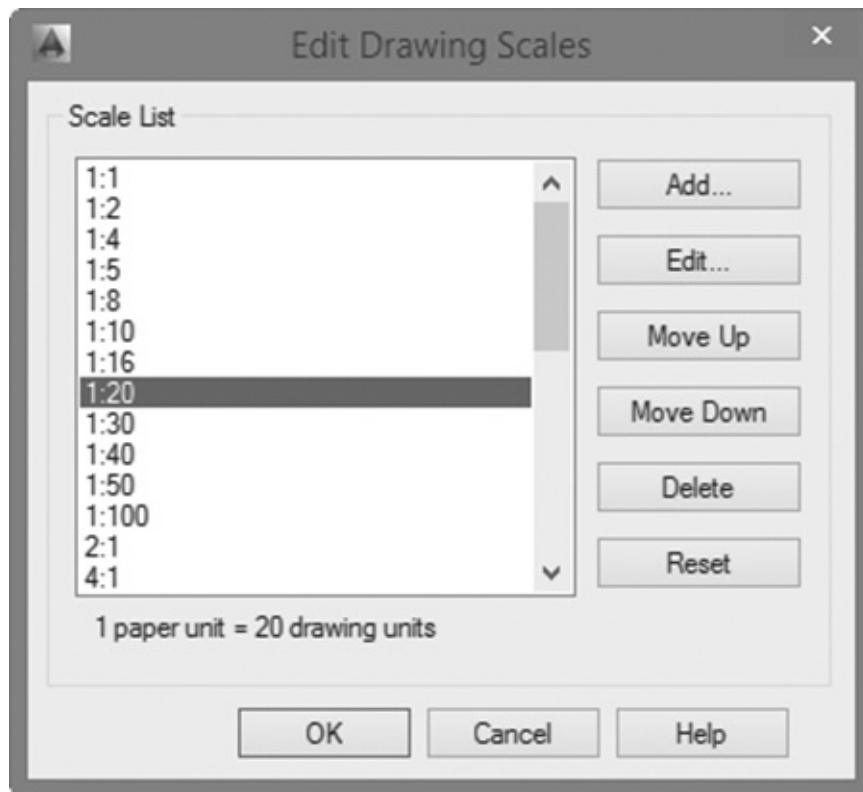 Edit Drawing Scales
Scale List
1:1
1:2
1:4
1:5
1:8
1:10
1:16
1:20
1:30
1:40
1:50
1:100
2:1
4:1
Add...
Edit...
Move Up
Move Down
Delete
Reset
1 paper unit = 20 drawing units
OK
Cancel
Help